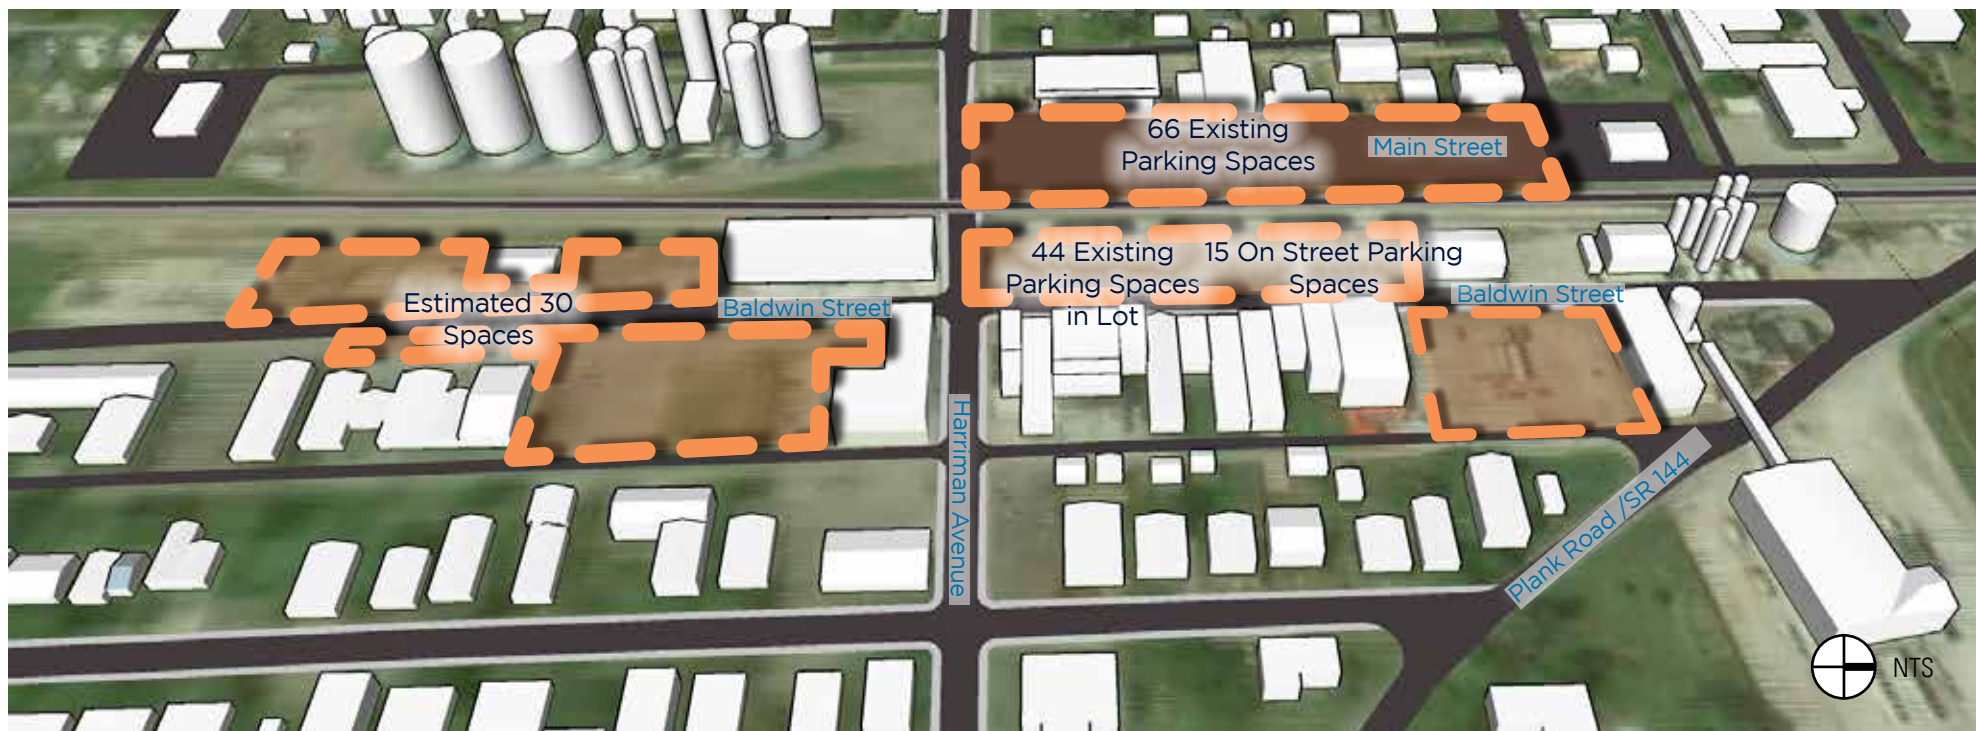 66 Existing
Parking Spaces
Main Street
44 Existing
Parking Spaces
in Lot
15 On Street Parking
Spaces
Estimated 30
Spaces
Baldwin Street
Baldwin Street
Harriman Avenue
Plank Road /SR 144
NTS